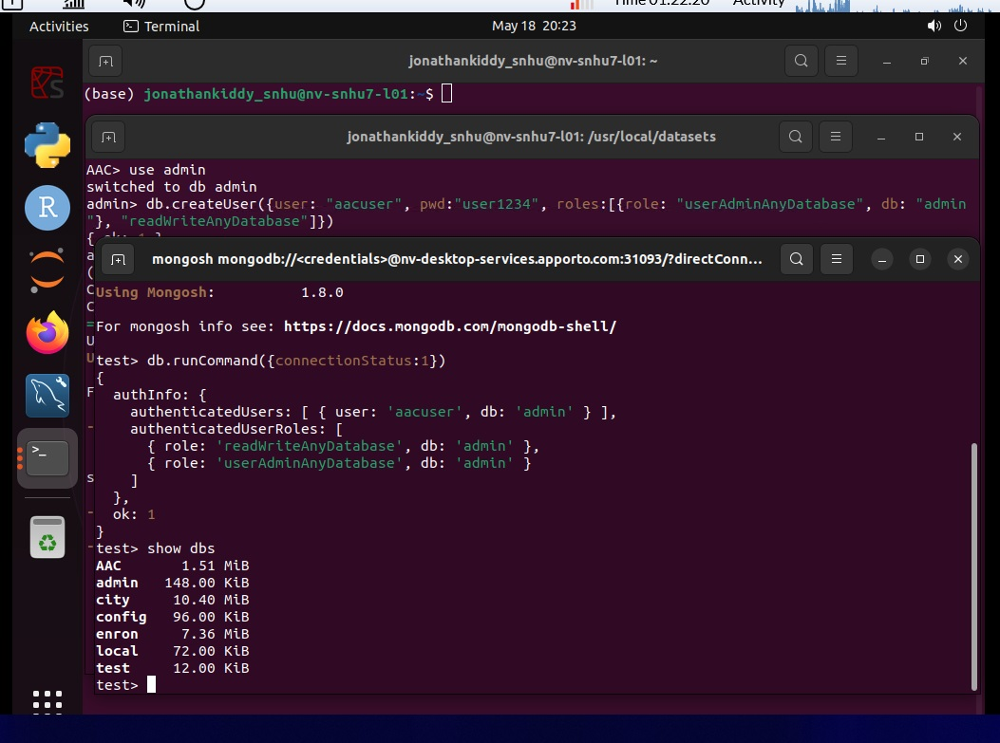 Time 01:22:20 Activity
Activities Terminal May 18 20:23
jonathankiddy_snhu@nv-snhu7-l01: ~
(base) jonathankiddy_snhu@nv-snhu7-l01:~$
jonathankiddy_snhu@nv-snhu7-l01: /usr/local/datasets
AAC> use admin
switched to db admin
admin> db.createUser({user: "aacuser", pwd:"user1234", roles:[{role: "userAdminAnyDatabase", db: "admin
"}, "readWriteAnyDatabase"]})
{ ok: 1 }
mongosh mongodb://<credentials>@nv-desktop-services.apporto.com:31093/?directConn...
Using Mongosh: 1.8.0
For mongosh info see: https://docs.mongodb.com/mongodb-shell/
test> db.runCommand({connectionStatus:1})
{
authInfo: {
authenticatedUsers: [ { user: 'aacuser', db: 'admin' } ],
authenticatedUserRoles: [
{ role: 'readWriteAnyDatabase', db: 'admin' },
{ role: 'userAdminAnyDatabase', db: 'admin' }
]
},
ok: 1
}
test> show dbs
AAC 1.51 MiB
admin 148.00 KiB
city 10.40 MiB
config 96.00 KiB
enron 7.36 MiB
local 72.00 KiB
test 12.00 KiB
test>